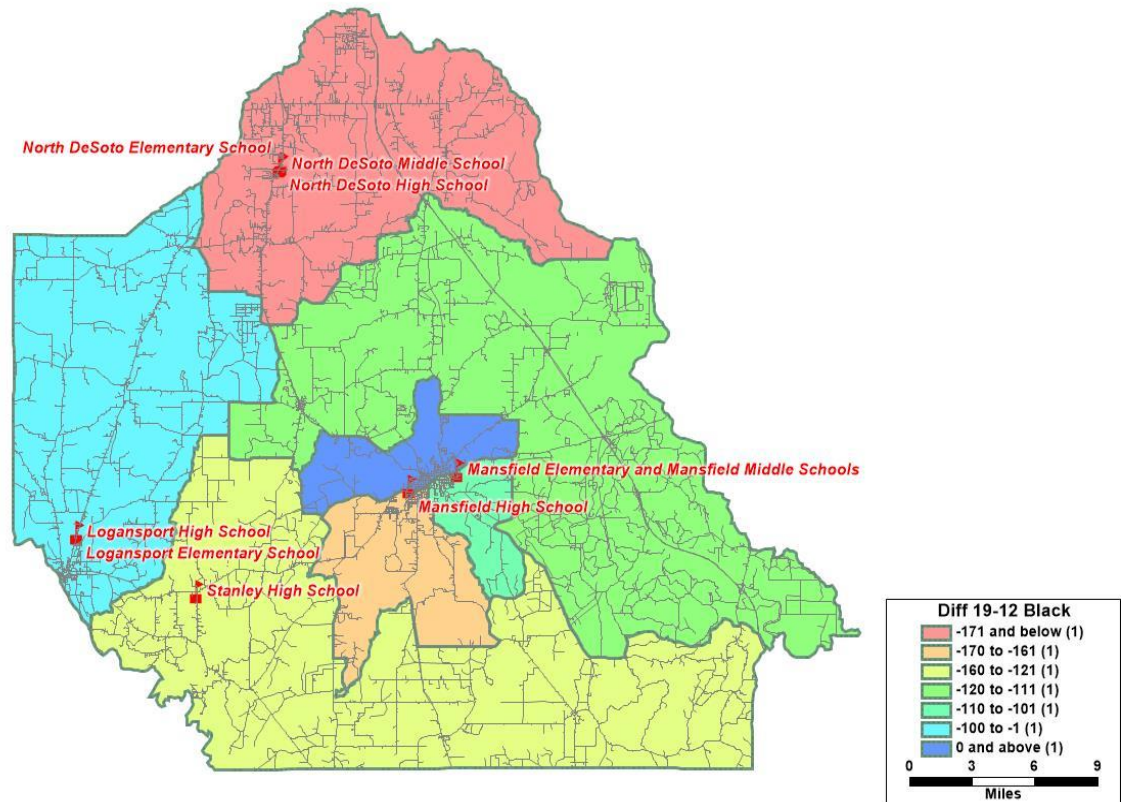 North DeSoto Elementary School
North DeSoto Middle School
North DeSoto High School
Mansfield Elementary and Mansfield Middle Schools
Mansfield High School
Logansport High School
Logansport Elementary School
Stanley High School
Diff 19-12 Black
-171 and below (1)
-170 to -161 (1)
-160 to -121 (1)
-120 to -111 (1)
-110 to -101 (1)
-100 to -1 (1)
0 and above (1)
0 3 6 9
Miles